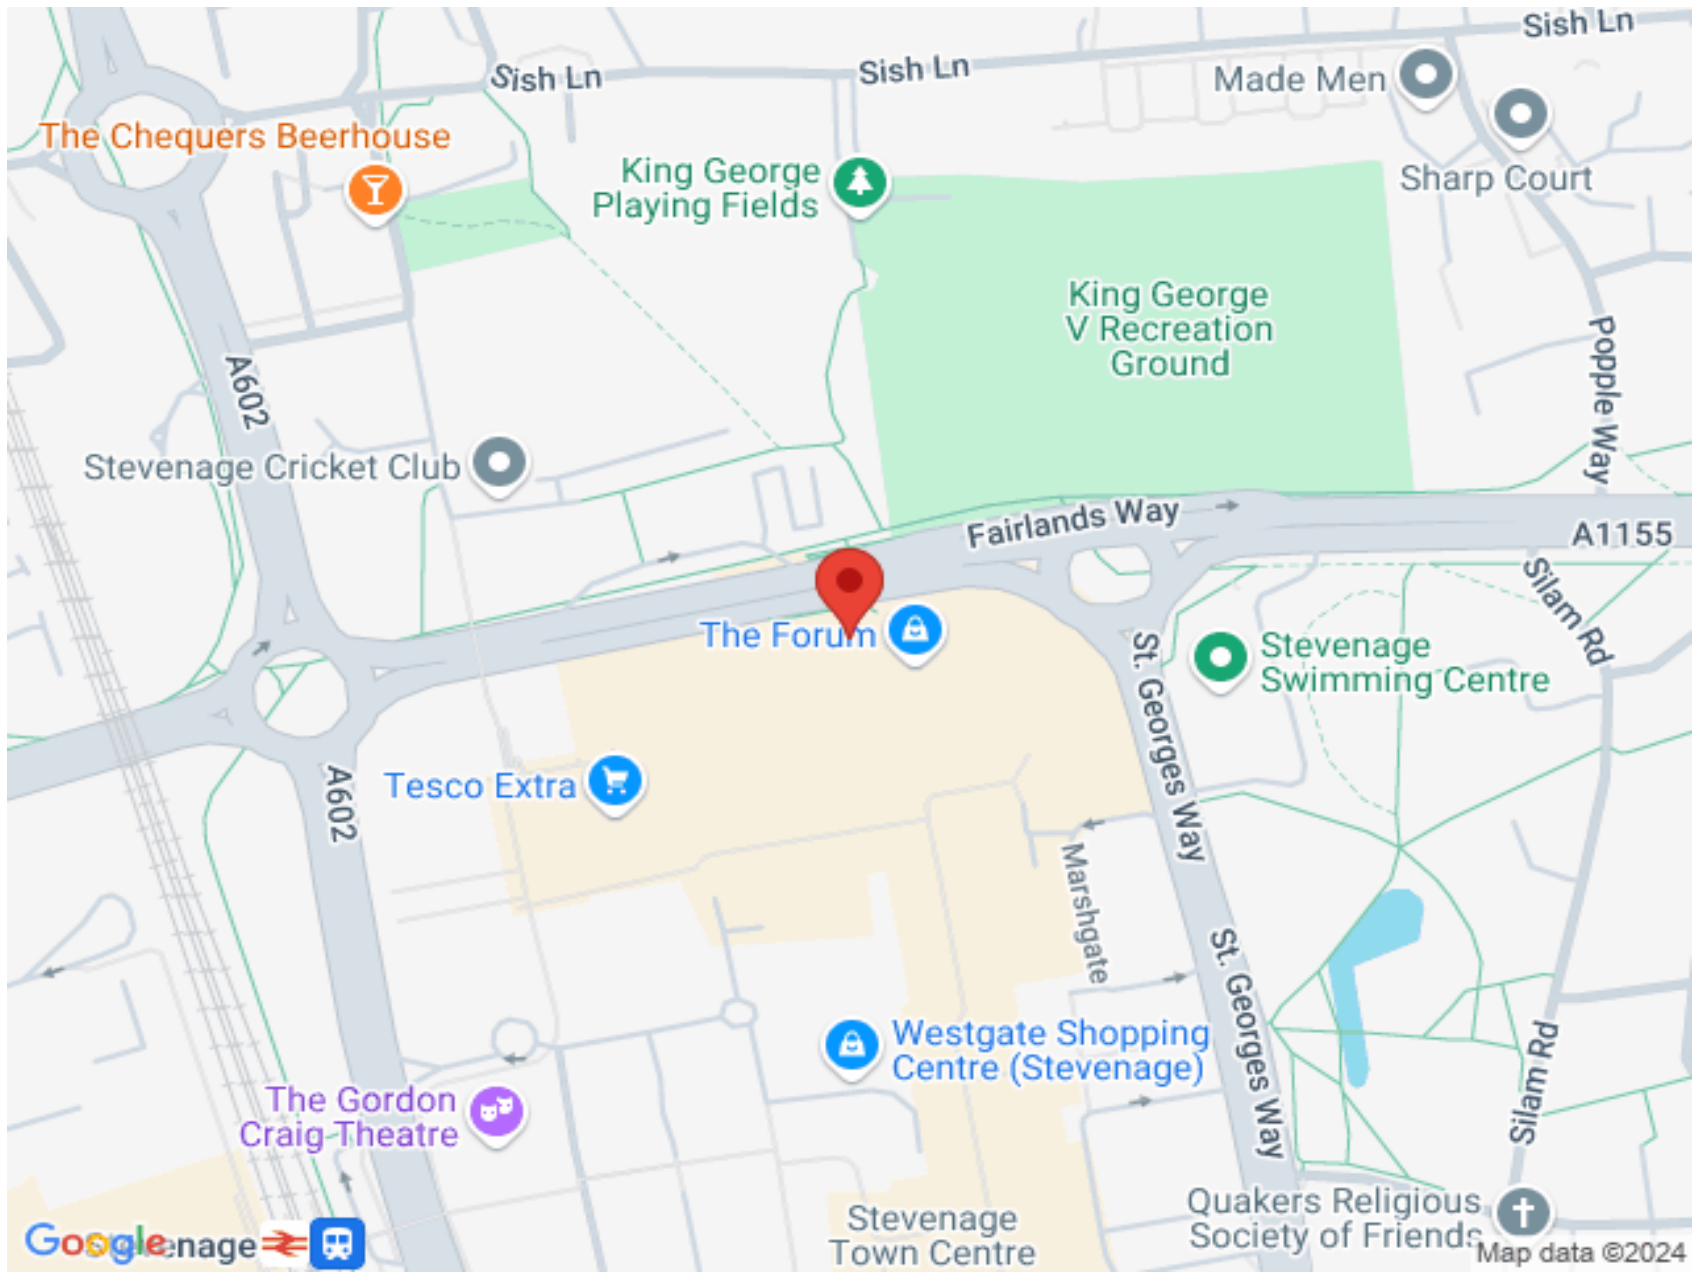 Sish Ln
Sish Ln
Sish Ln
Made Men
The Chequers Beerhouse
King George
Playing Fields
Sharp Court
King George
V Recreation
Ground
Popple Way
A602
Stevenage Cricket Club
Fairlands Way
A1155
Silam Rd
The Forum
Stevenage
Swimming Centre
St. Georges Way
Tesco Extra
A602
Marshgate
St. Georges Way
Westgate Shopping
Centre (Stevenage)
Silam Rd
The Gordon
Craig Theatre
Quakers Religious
Society of Friends
Stevenage
Town Centre
Google
enage
Map data ©2024